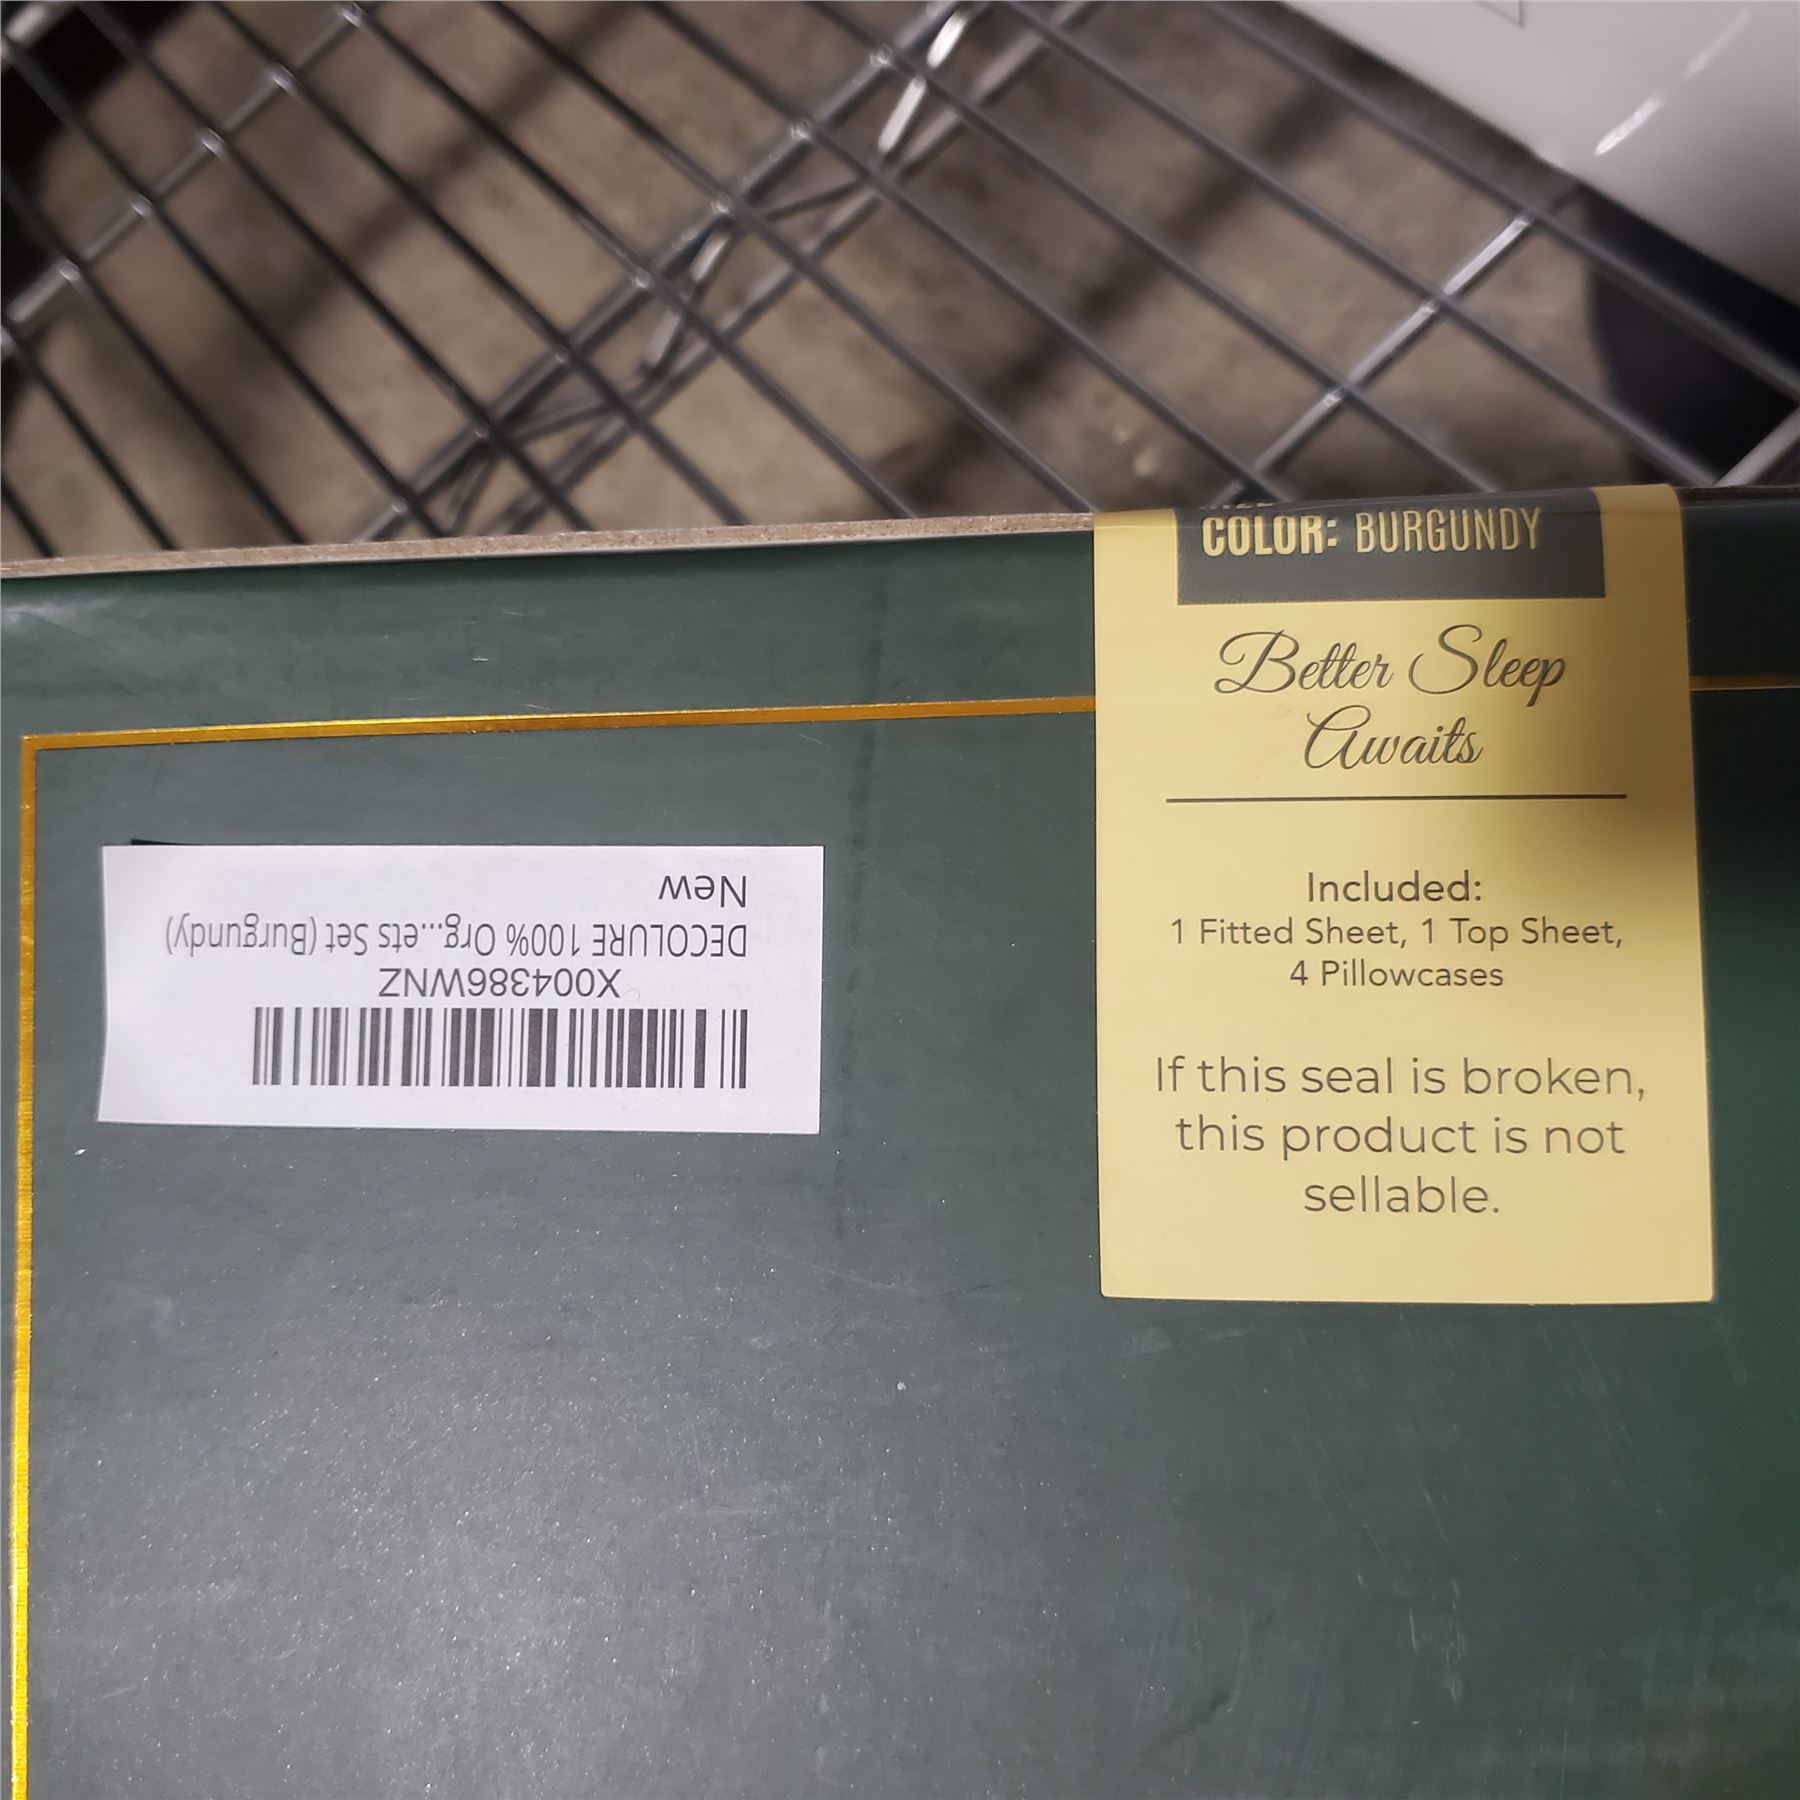 COLOR: BURGUNDY
Better Sleep
Awaits
Included:
1 Fitted Sheet, 1 Top Sheet,
4 Pillowcases
If this seal is broken,
this product is not
sellable.
X004386WNZ
DECOLURE 100% Org...ets Set (Burgundy)
New